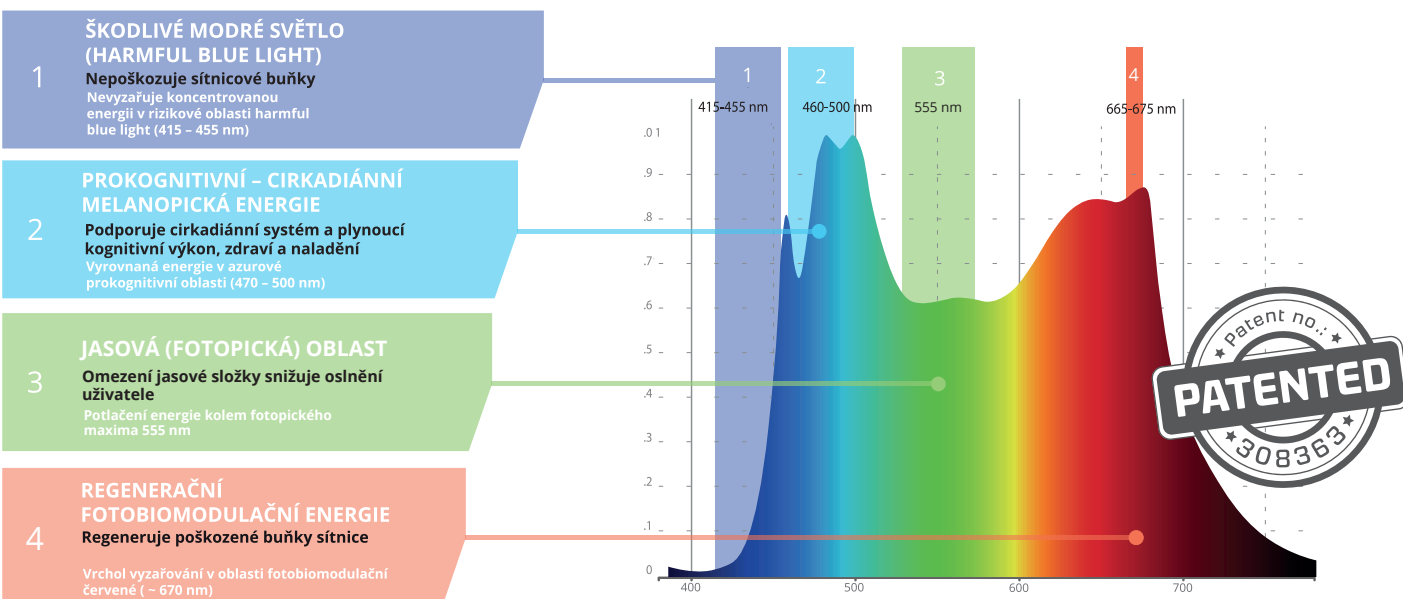 1
ŠKODLIVÉ MODRÉ SVĚTLO
(HARMFUL BLUE LIGHT)
Nepoškozuje sítnicové buňky
Nevyzařuje koncentrovanou
energii v rizikové oblasti harmful
blue light (415 – 455 nm)
2
PROKOGNITIVNÍ – CIRKADIÁNNÍ
MELANOPICKÁ ENERGIE
Podporuje cirkadiánní systém a plynoucí
kognitivní výkon, zdraví a naladění
Vyrovnaná energie v azurové
prokognitivní oblasti (470 – 500 nm)
3
JASOVÁ (FOTOPICKÁ) OBLAST
Omezení jasové složky snižuje oslnění
uživatele
Potlačení energie kolem fotopického
maxima 555 nm
4
REGENERAČNÍ
FOTOBIOMODULAČNÍ ENERGIE
Regeneruje poškozené buňky sítnice
Vrchol vyzařování v oblasti fotobiomodulační
červené ( ~ 670 nm)
1
2
3
4
415-455 nm
460-500 nm
555 nm
665-675 nm
.0 1
.9
.8
.7
.6
.5
.4
.3
.2
.1
0
400
500
600
700
Patent no.:
PATENTED
308363